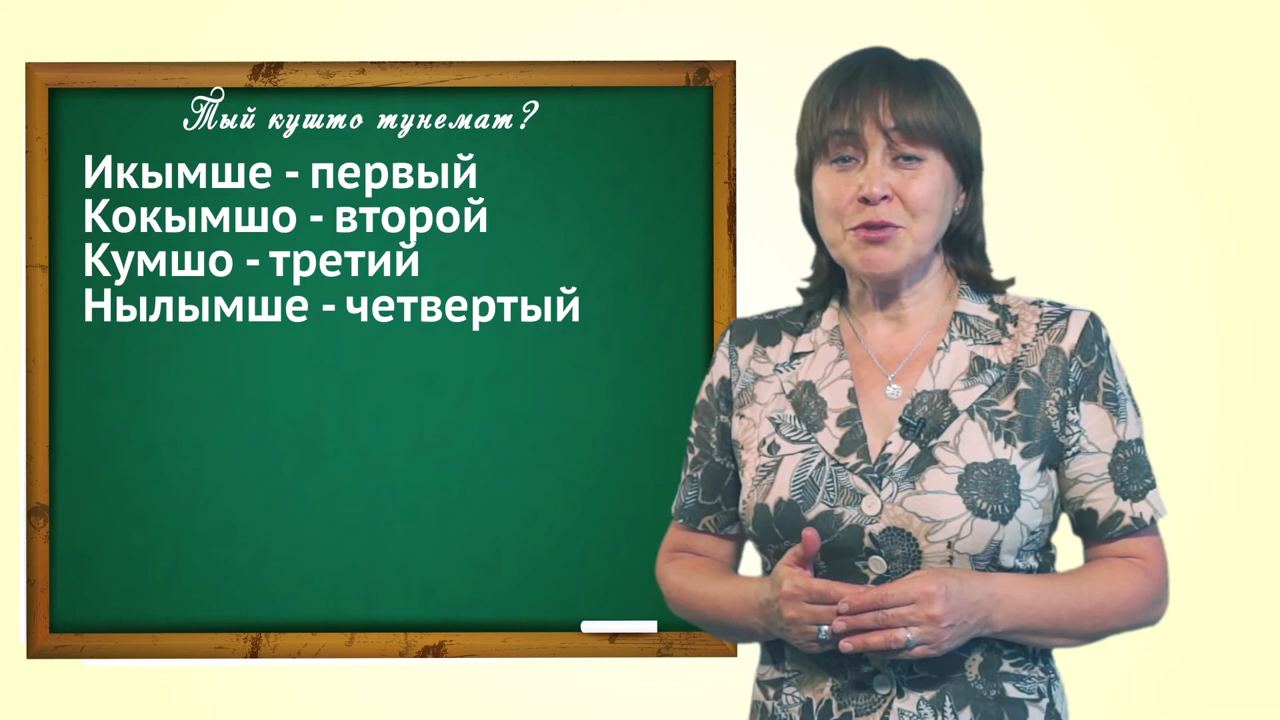 Тый кушто тунемат?
Икымше - первый
Кокымшо - второй
Кумшо - третий
Нылымше - четвертый